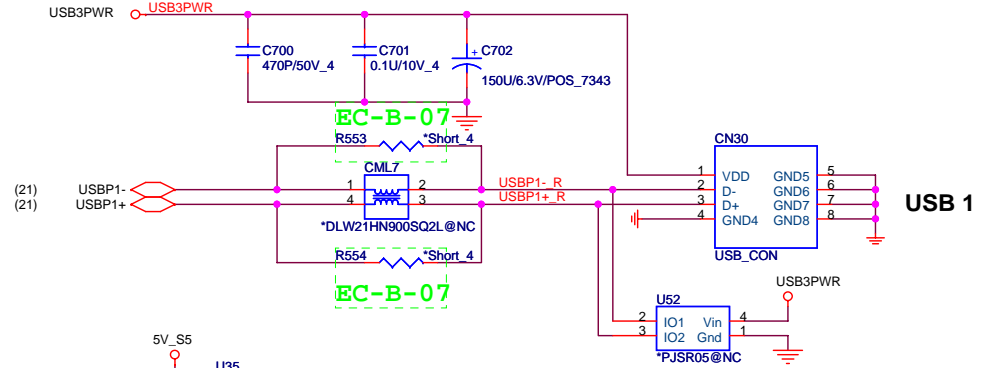 USB3PWR
USB3PWR
C700
470P/50V_4
C701
0.1U/10V_4
+
C702
150U/6.3V/POS_7343
EC-B-07
R553
*Short_4
CML7
(21)
USBP1-
1
2
USBP1-_R
(21)
USBP1+
4
3
USBP1+_R
*DLW21HN900SQ2L@NC
R554
*Short_4
EC-B-07
CN30
1
VDD
GND5
5
2
D-
GND6
6
3
D+
GND7
7
4
GND4
GND8
8
USB_CON
USB 1
USB3PWR
U52
2
IO1
Vin
4
3
IO2
Gnd
1
*PJSR05@NC
5V_S5
U35